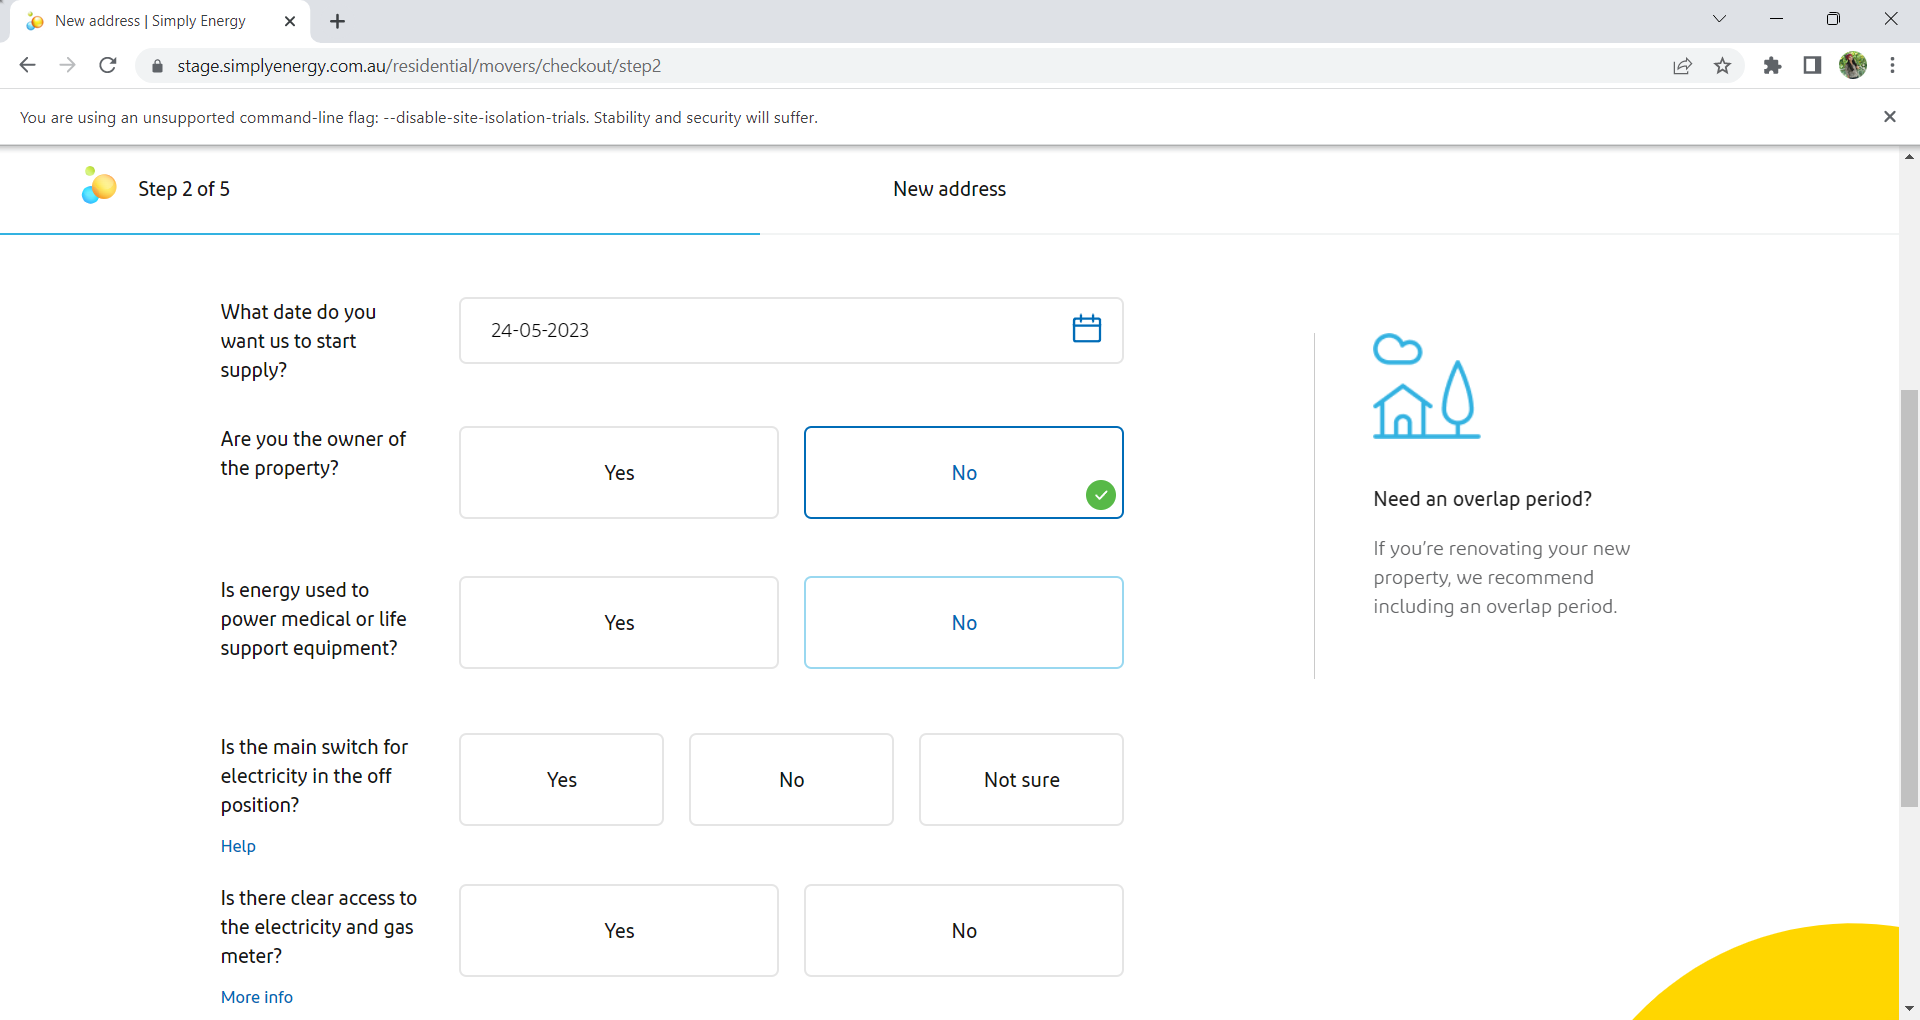 New address | Simply Energy
stage.simplyenergy.com.au/residential/movers/checkout/step2
You are using an unsupported command-line flag: --disable-site-isolation-trials. Stability and security will suffer.
Step 2 of 5
New address
What date do you
want us to start
supply?
24-05-2023
Are you the owner of
the property?
Yes
No
Is energy used to
power medical or life
support equipment?
Yes
No
Is the main switch for
electricity in the off
position?
Yes
No
Not sure
Help
Is there clear access to
the electricity and gas
meter?
Yes
No
More info
Need an overlap period?
If you’re renovating your new
property, we recommend
including an overlap period.